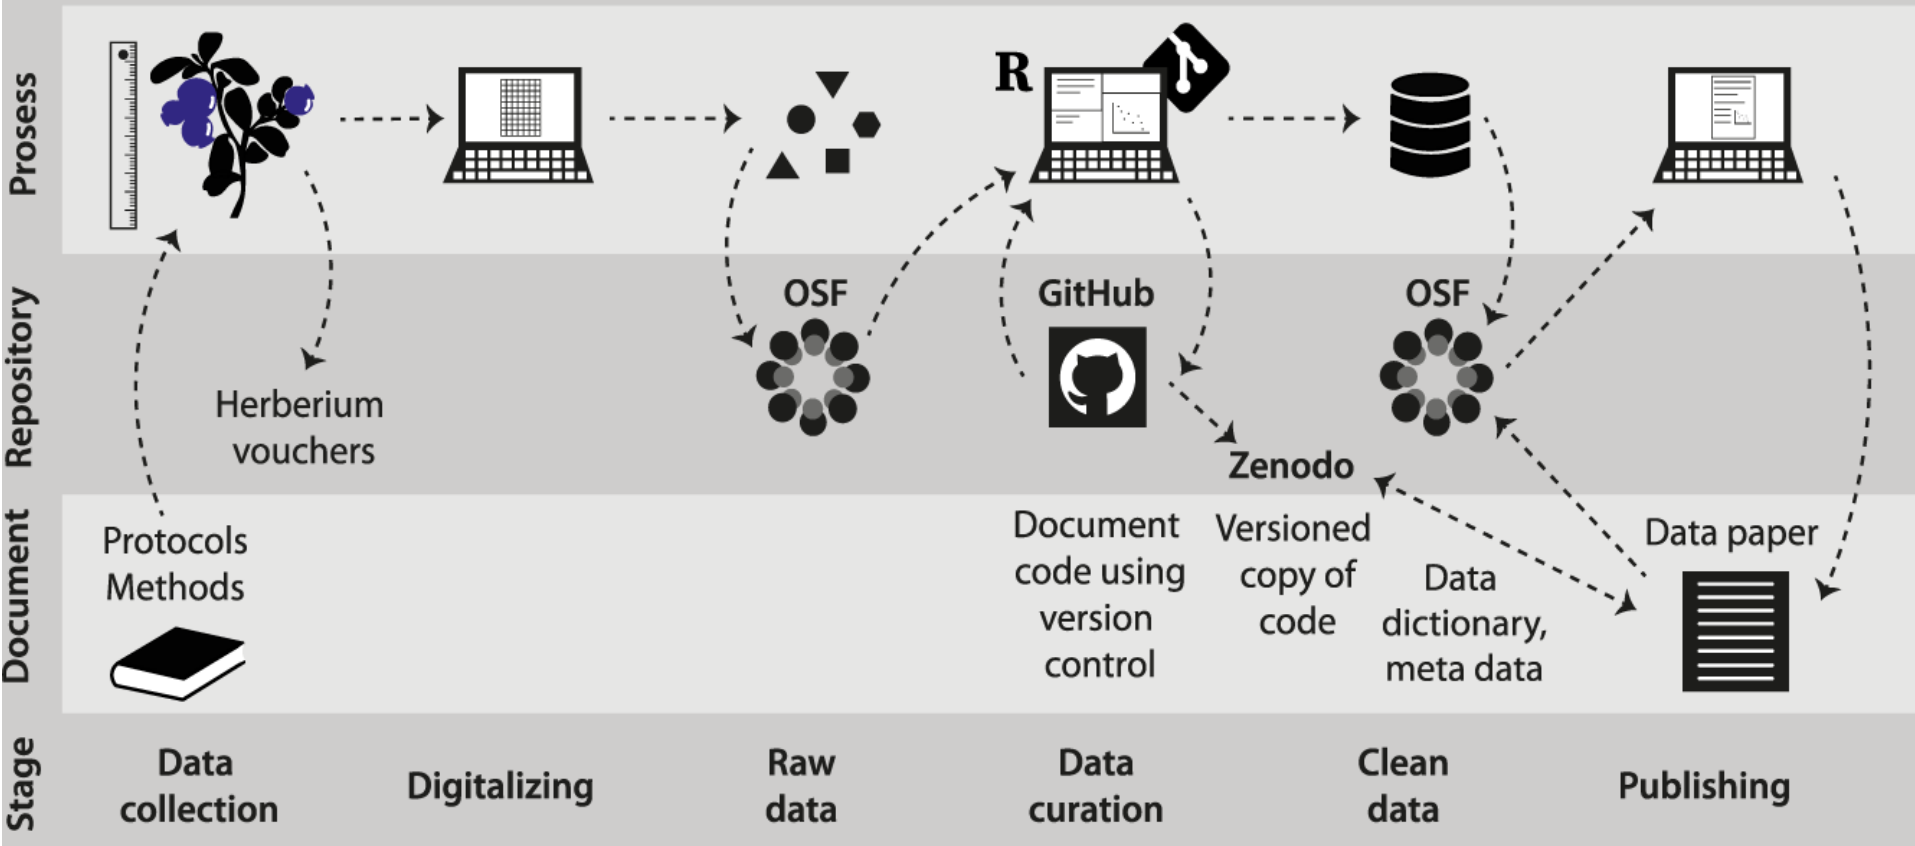 Prosess
R
Repository
OSF
GitHub
OSF
Herberium
vouchers
Zenodo
Document
Protocols
Methods
Document
code using
version
control
Versioned
copy of
code
Data
dictionary,
meta data
Data paper
Stage
Data
collection
Digitalizing
Raw
data
Data
curation
Clean
data
Publishing